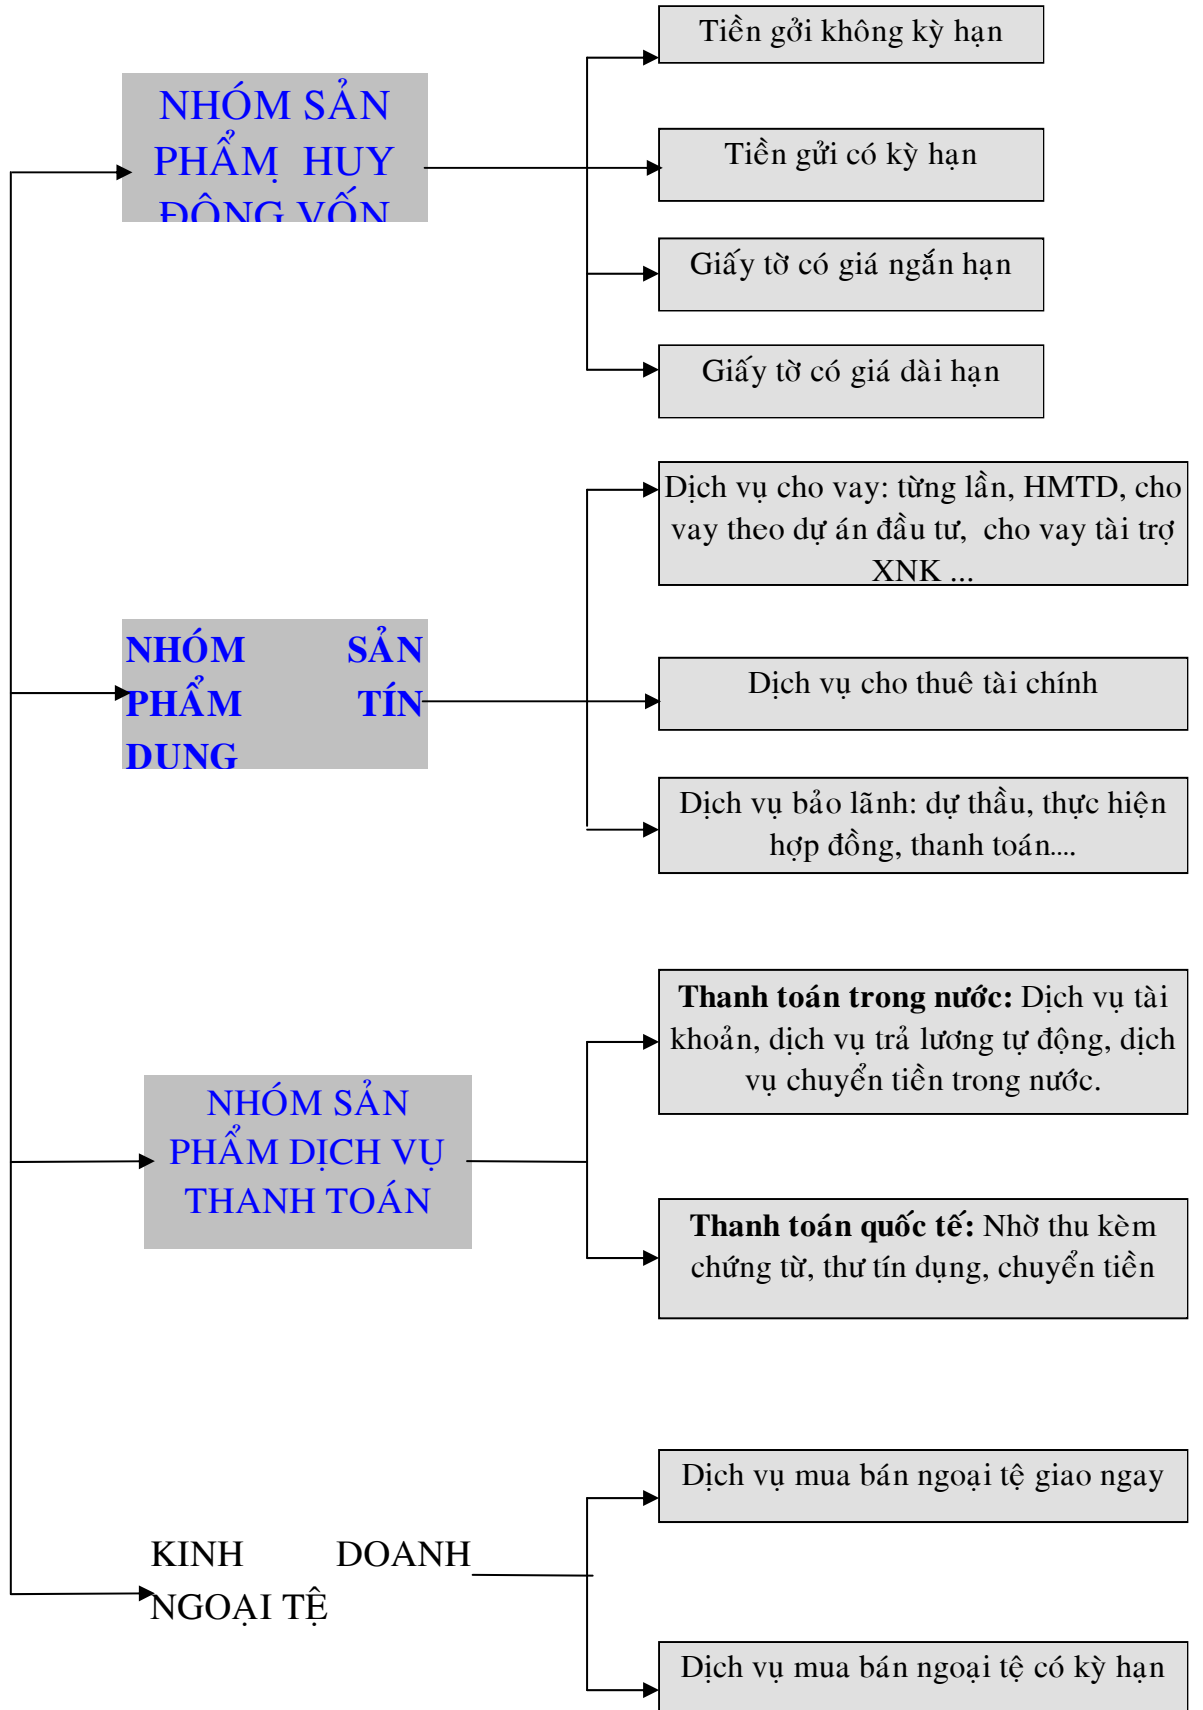 Tiền gởi không kỳ hạn
NHÓM SẢN
PHẨM HUY
ĐỘNG VỐN
Tiền gửi có kỳ hạn
Giấy tờ có giá ngắn hạn
Giấy tờ có giá dài hạn
Dịch vụ cho vay: từng lần, HMTD, cho
vay theo dự án đầu tư, cho vay tài trợ
XNK ...
NHÓM SẢN
PHẨM TÍN
DUNG
Dịch vụ cho thuê tài chính
Dịch vụ bảo lãnh: dự thầu, thực hiện
hợp đồng, thanh toán....
Thanh toán trong nước: Dịch vụ tài
khoản, dịch vụ trả lương tự động, dịch
vụ chuyển tiền trong nước.
NHÓM SẢN
PHẨM DỊCH VỤ
THANH TOÁN
Thanh toán quốc tế: Nhờ thu kèm
chứng từ, thư tín dụng, chuyển tiền
Dịch vụ mua bán ngoại tệ giao ngay
KINH DOANH
NGOẠI TỆ
Dịch vụ mua bán ngoại tệ có kỳ hạn